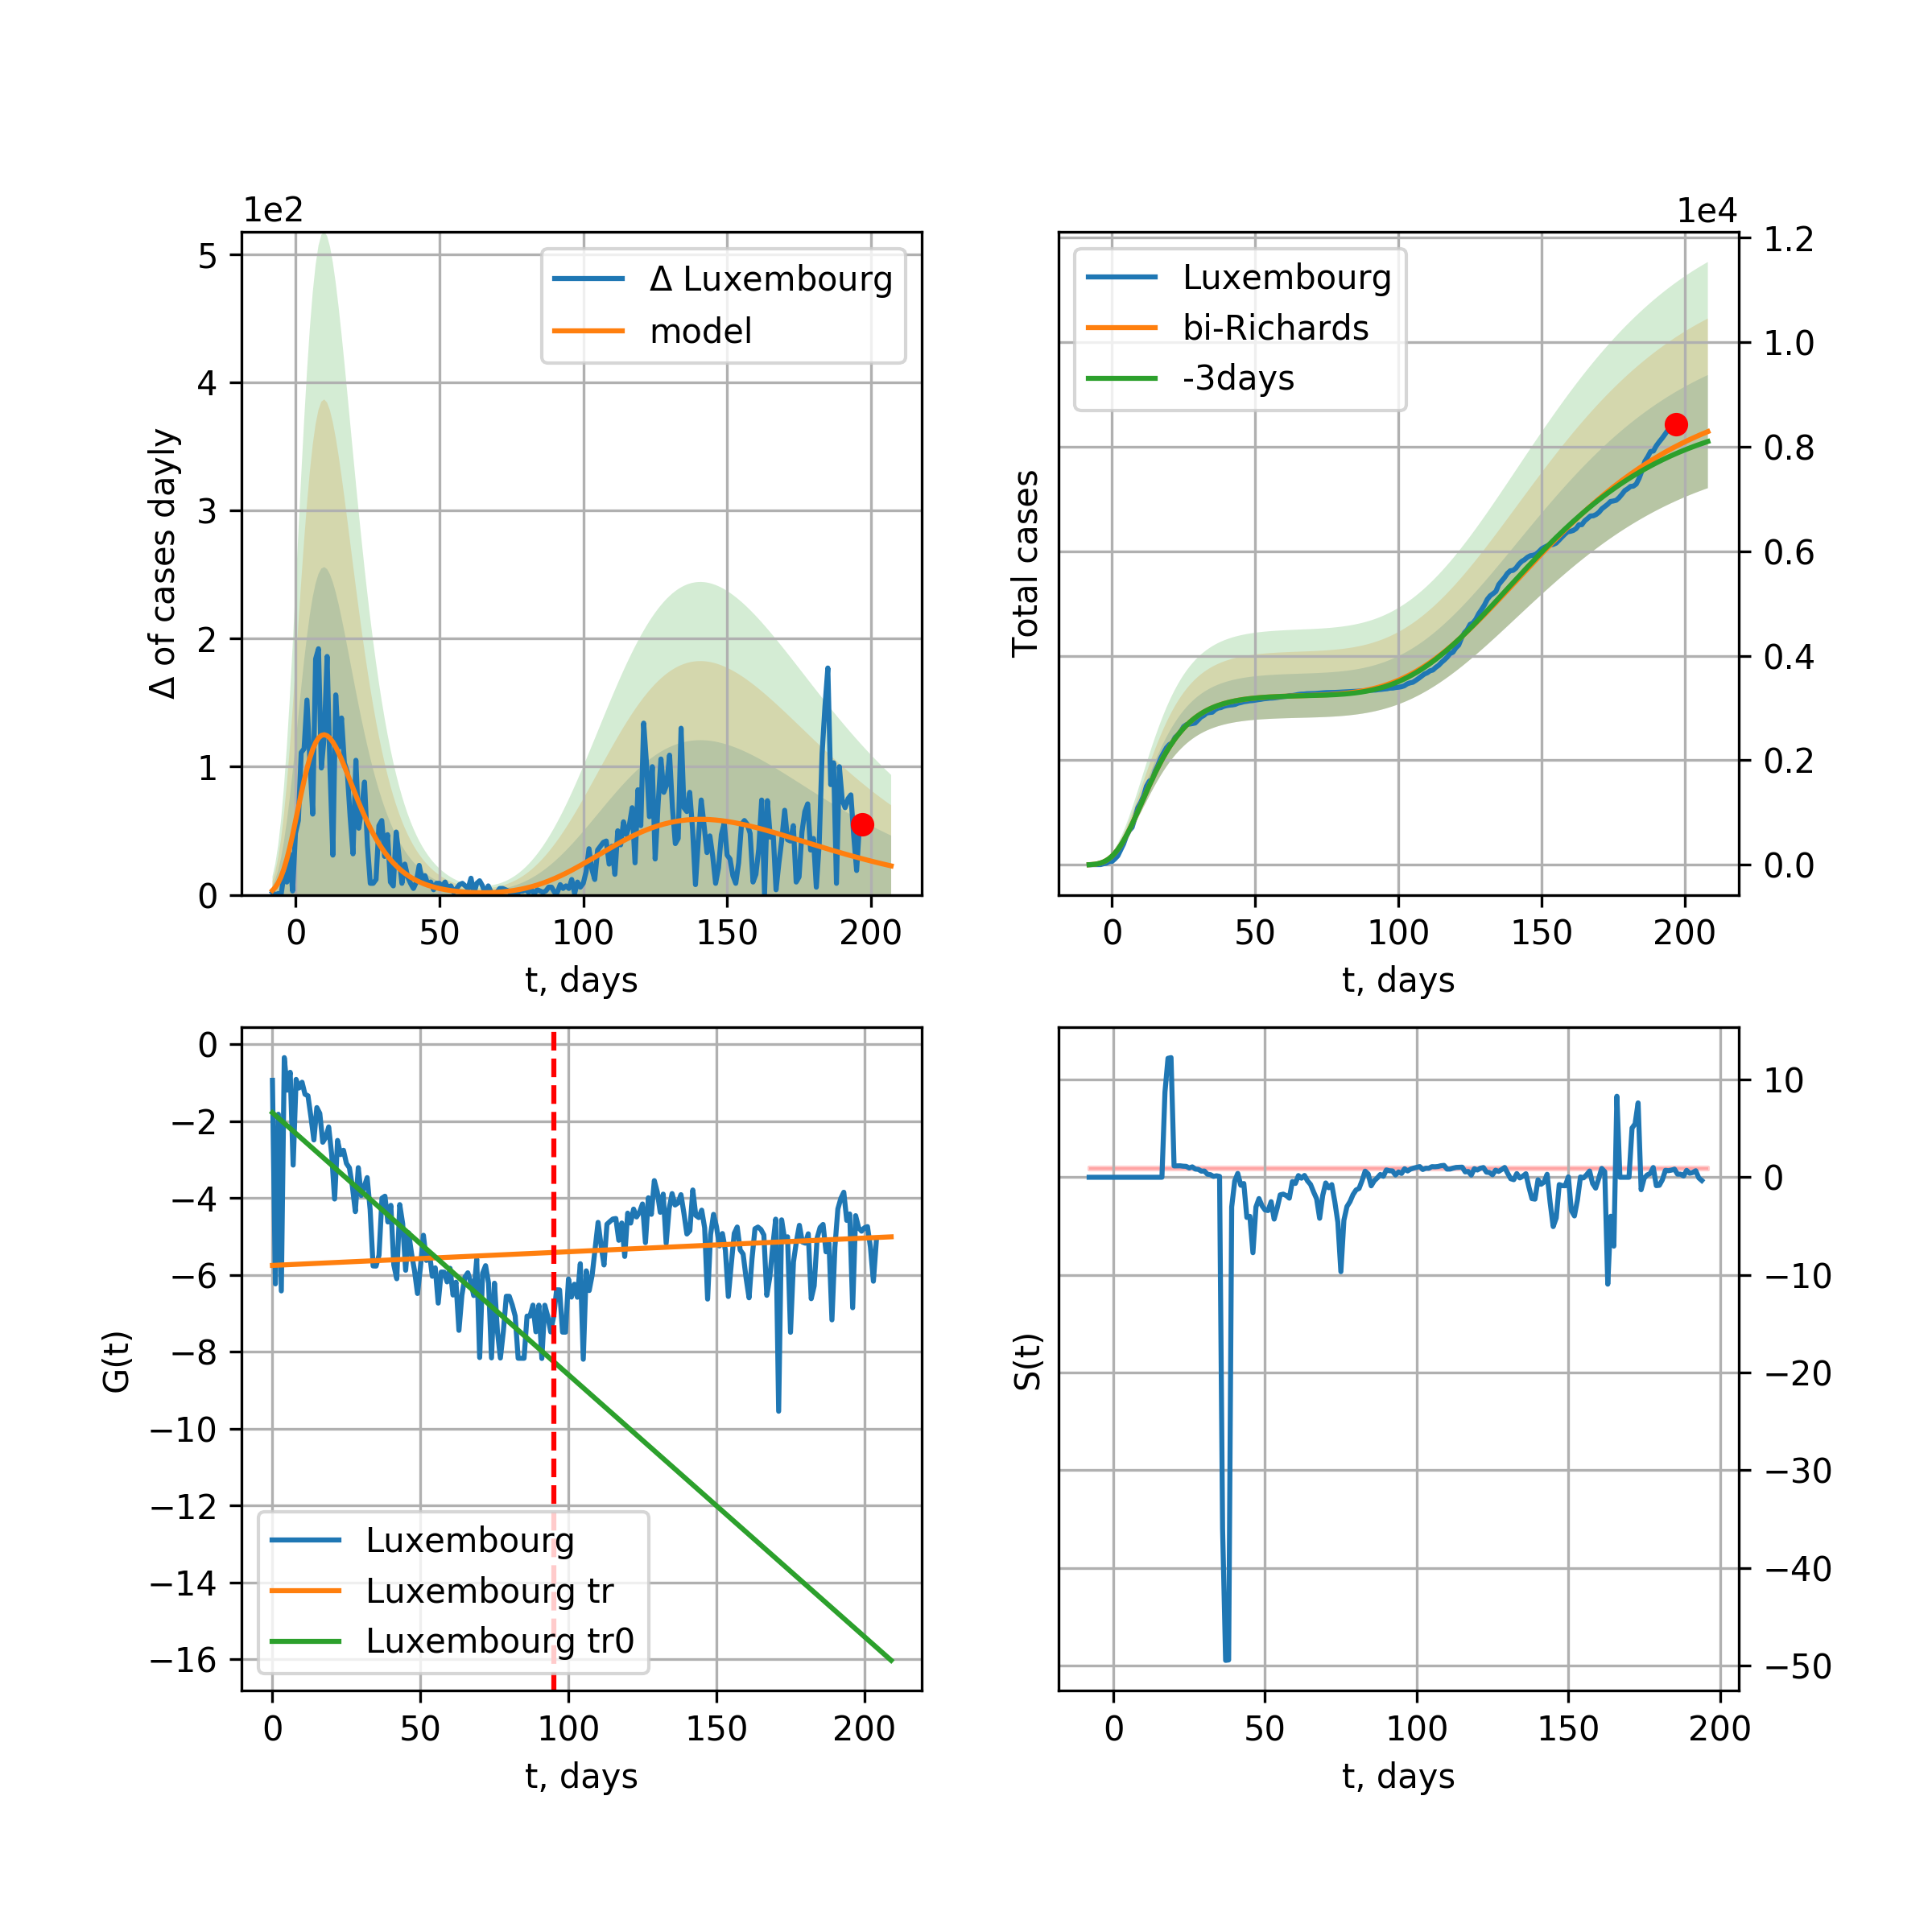 1e2
5
4
3
2
1
0
Δ of cases dayly
Δ Luxembourg
model
0 50 100 150 200
t, days
1e4
1.2
1.0
0.8
0.6
0.4
0.2
0.0
Total cases
Luxembourg
bi-Richards
-3days
0 50 100 150 200
t, days
0
−2
−4
−6
−8
−10
−12
−14
−16
G(t)
Luxembourg
Luxembourg tr
Luxembourg tr0
0 50 100 150 200
t, days
10
0
−10
−20
−30
−40
−50
S(t)
0 50 100 150 200
t, days